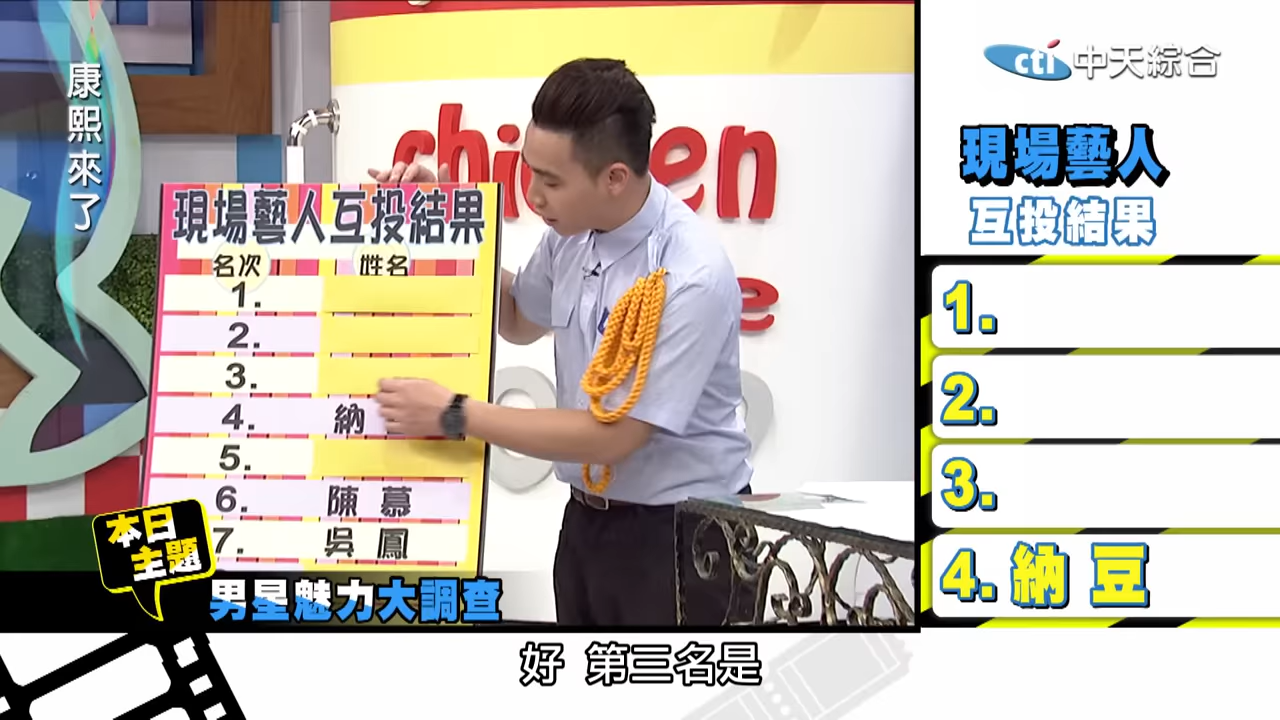 康熙來了
chicken
現場藝人互投結果
名次 姓名
1.
2.
3.
4. 納
5.
6. 陳慕
7. 吳鳳
本日
主題
男星魅力大調查
好 第三名是
cti 中天綜合
現場藝人
互投結果
1.
2.
3.
4. 納豆